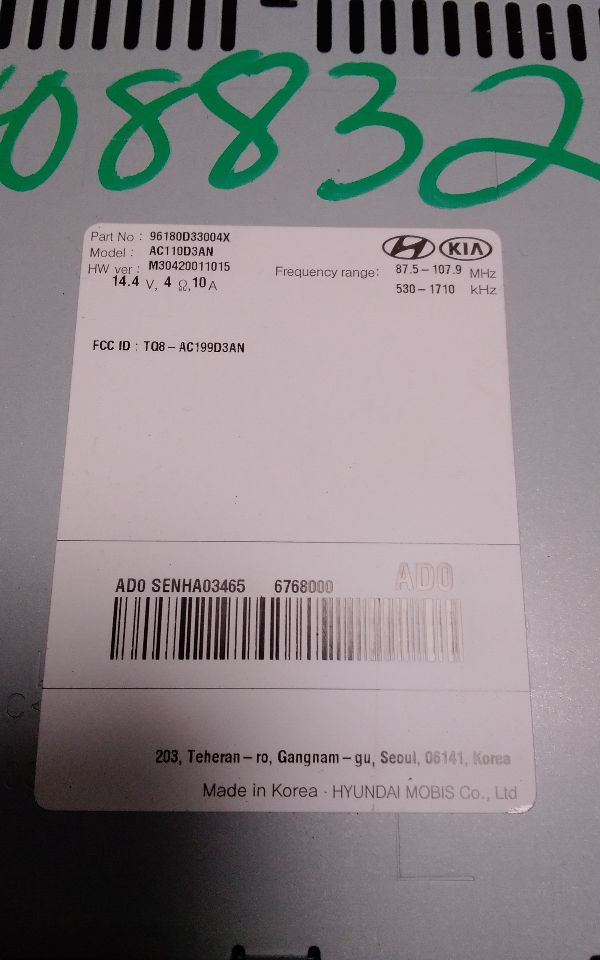 08832
Part No : 96180D33004X
Model : AC110D3AN
HW ver : M30420011015
14.4 V, 4 Ω,10 A
KIA
Frequency range: 87.5-107.9 MHz
530-1710 kHz
FCC ID : TQ8-AC199D3AN
AD0 SENHA03465 6768000
AD0
203, Teheran-ro, Gangnam-gu, Seoul, 06141, Korea
Made in Korea · HYUNDAI MOBIS Co., Ltd